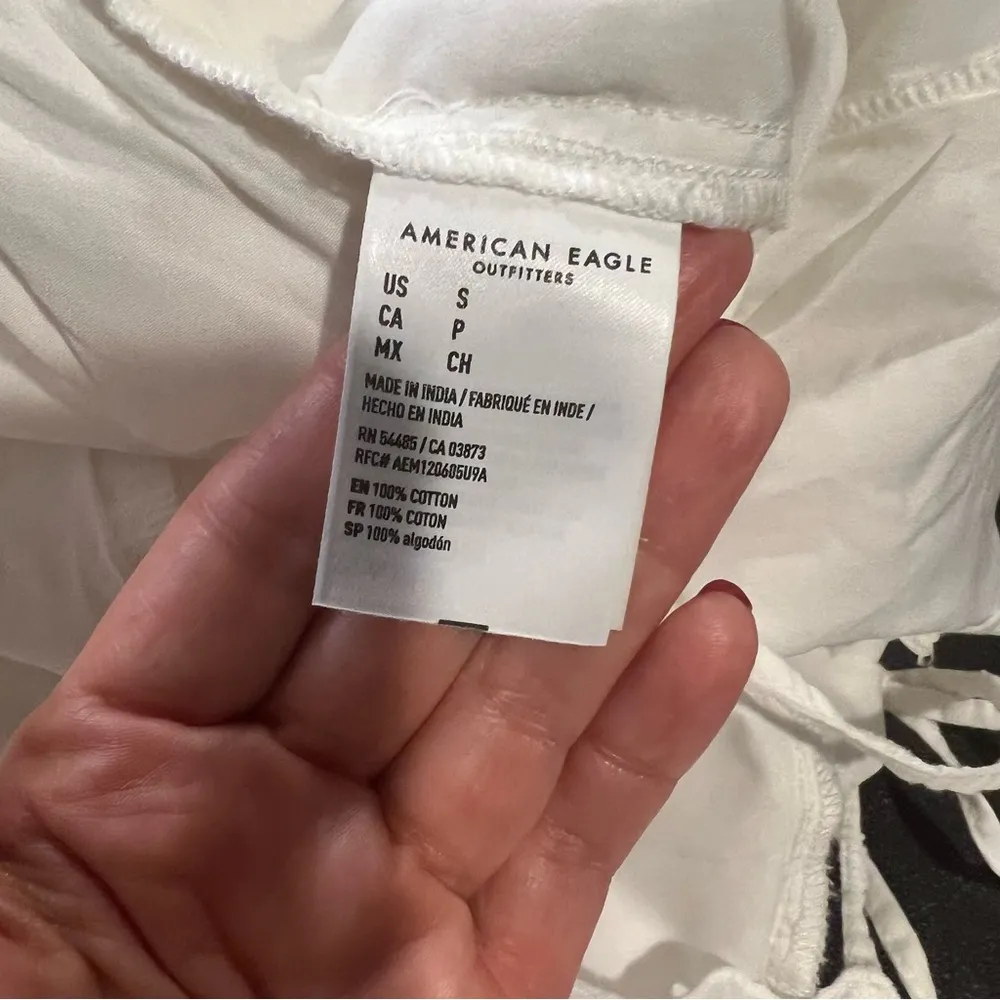 AMERICAN EAGLE
OUTFITTERS
US S
CA P
MX CH
MADE IN INDIA / FABRIQUÉ EN INDE /
HECHO EN INDIA
RN 54485 / CA 03873
RFC# AEM120605U9A
EN 100% COTTON
FR 100% COTON
SP 100% algodón